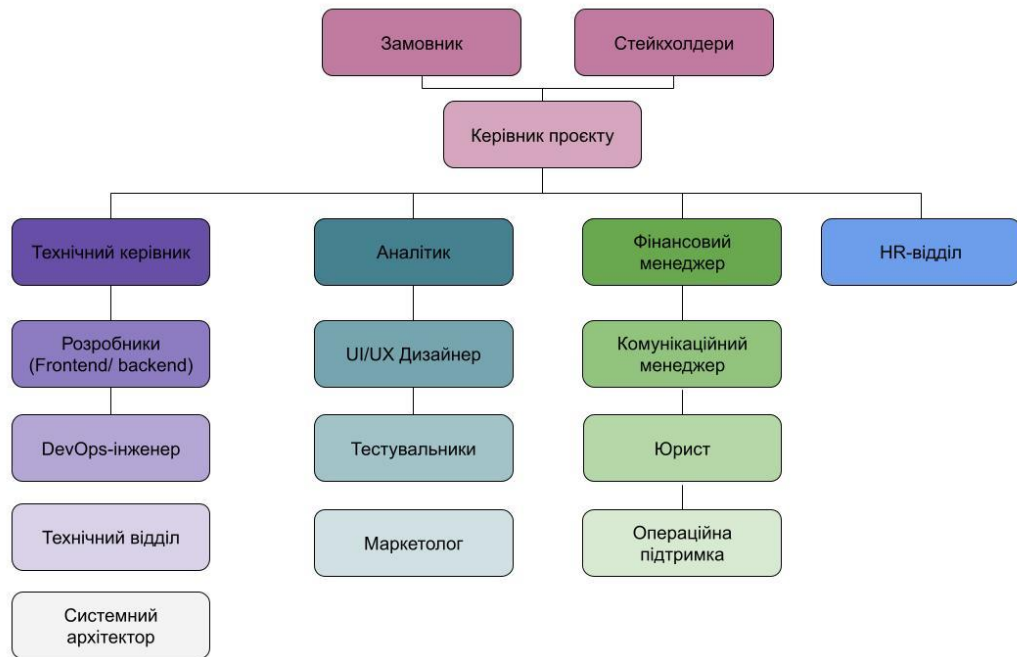 Замовник
Стейкхолдери
Керівник проєкту
Технічний керівник
Аналітик
Фінансовий
менеджер
HR-відділ
Розробники
(Frontend/ backend)
UI/UX Дизайнер
Комунікаційний
менеджер
DevOps-інженер
Тестувальники
Юрист
Технічний відділ
Маркетолог
Операційна
підтримка
Системний
архітектор